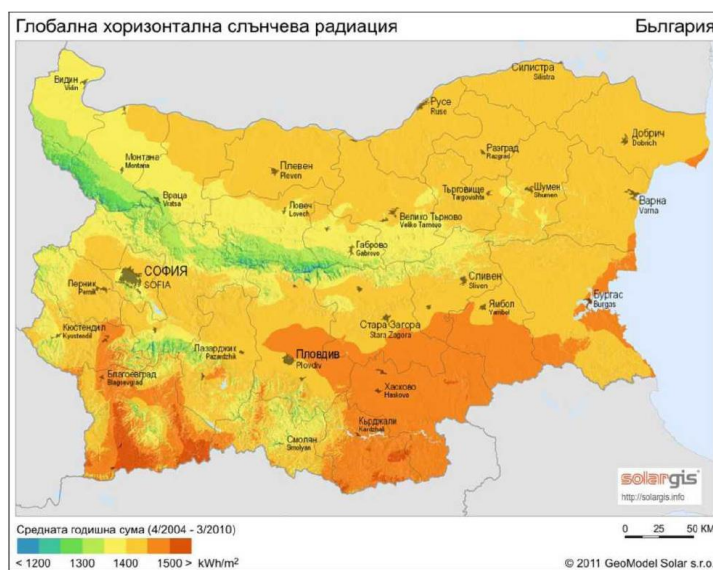 Глобална хоризонтална слънчева радиация
България
Силистра
Silistra
Видин
Vidin
Русе
Ruse
Добрич
Dobrich
Разград
Razgrad
Монтана
Montana
Плевен
Pleven
Търговище
Targovishte
Шумен
Shumen
Враца
Vratsa
Ловеч
Lovech
Варна
Varna
Велико Търново
Veliko Tarnovo
Габрово
Gabrovo
СОФИЯ
SOFIA
Перник
Pernik
Сливен
Sliven
Бургас
Burgas
Ямбол
Yambol
Кюстендил
Kyustendil
Стара Загора
Stara Zagora
Пазарджик
Pazardzhik
Пловдив
Plovdiv
Благоевград
Blagoevgrad
Хасково
Haskovo
Кърджали
Kardzhali
Смолян
Smolyan
solargis
http://solargis.info
Средната годишна сума (4/2004 - 3/2010)
0 25 50 KM
< 1200 1300 1400 1500 > kWh/m²
© 2011 GeoModel Solar s.r.o.